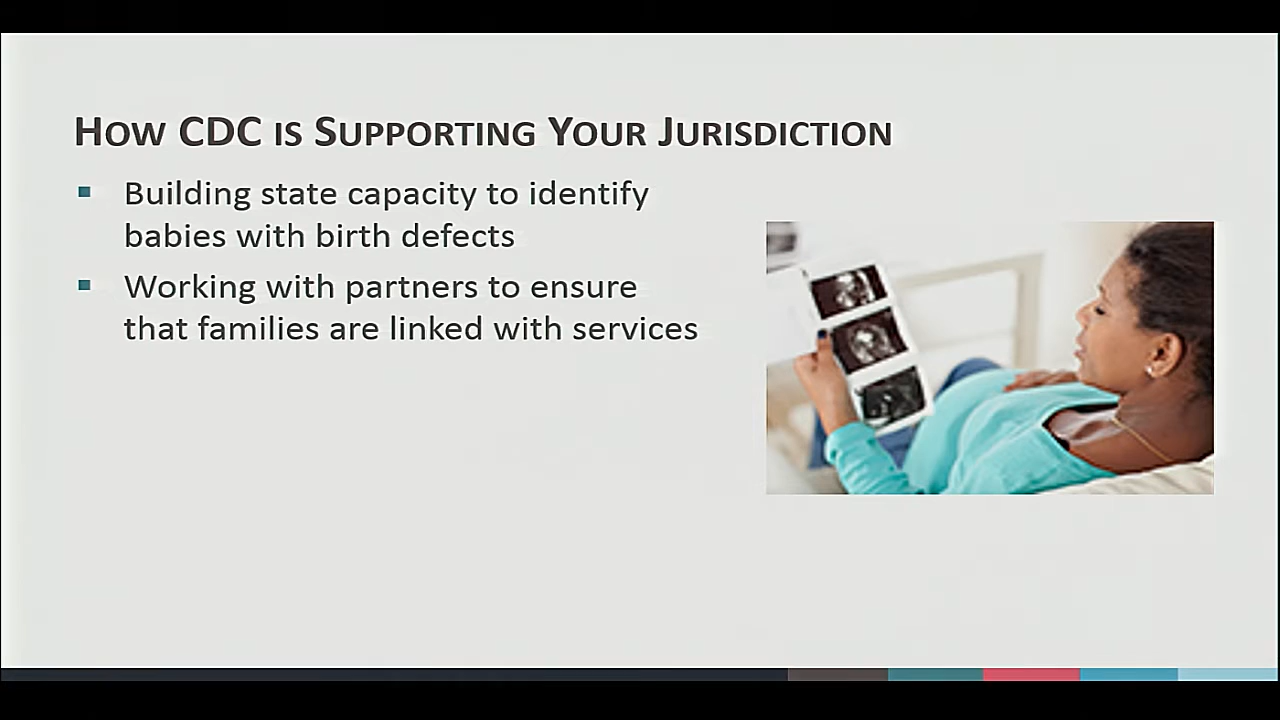 HOW CDC IS SUPPORTING YOUR JURISDICTION
Building state capacity to identify
babies with birth defects
Working with partners to ensure
that families are linked with services